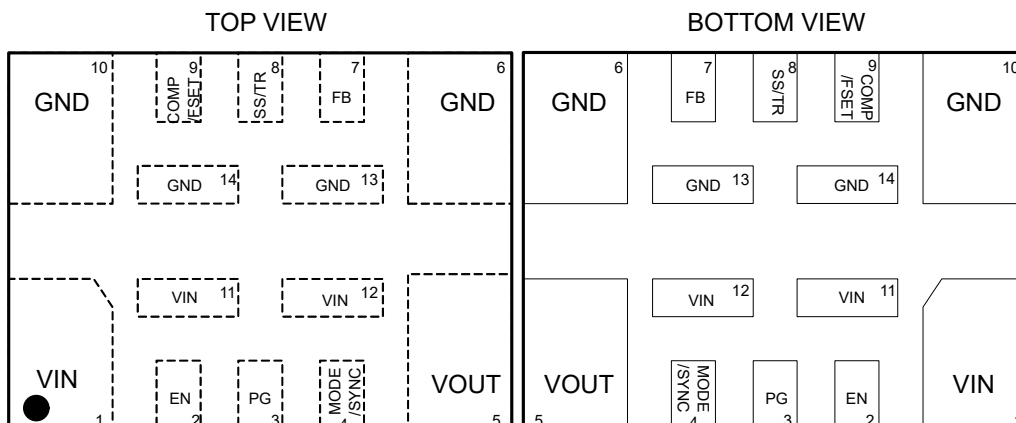 TOP VIEW
10 9 8 7 6
GND
COMP
/FSET
SS/TR
FB
GND
GND 14
GND 13
VIN 11
VIN 12
VIN
EN
PG
MODE
/SYNC
VOUT
1 2 3 4 5
BOTTOM VIEW
6 7 8 9 10
GND
FB
SS/TR
COMP
/FSET
GND
GND 13
GND 14
VIN 12
VIN 11
VOUT
MODE
/SYNC
PG
EN
VIN
5 4 3 2